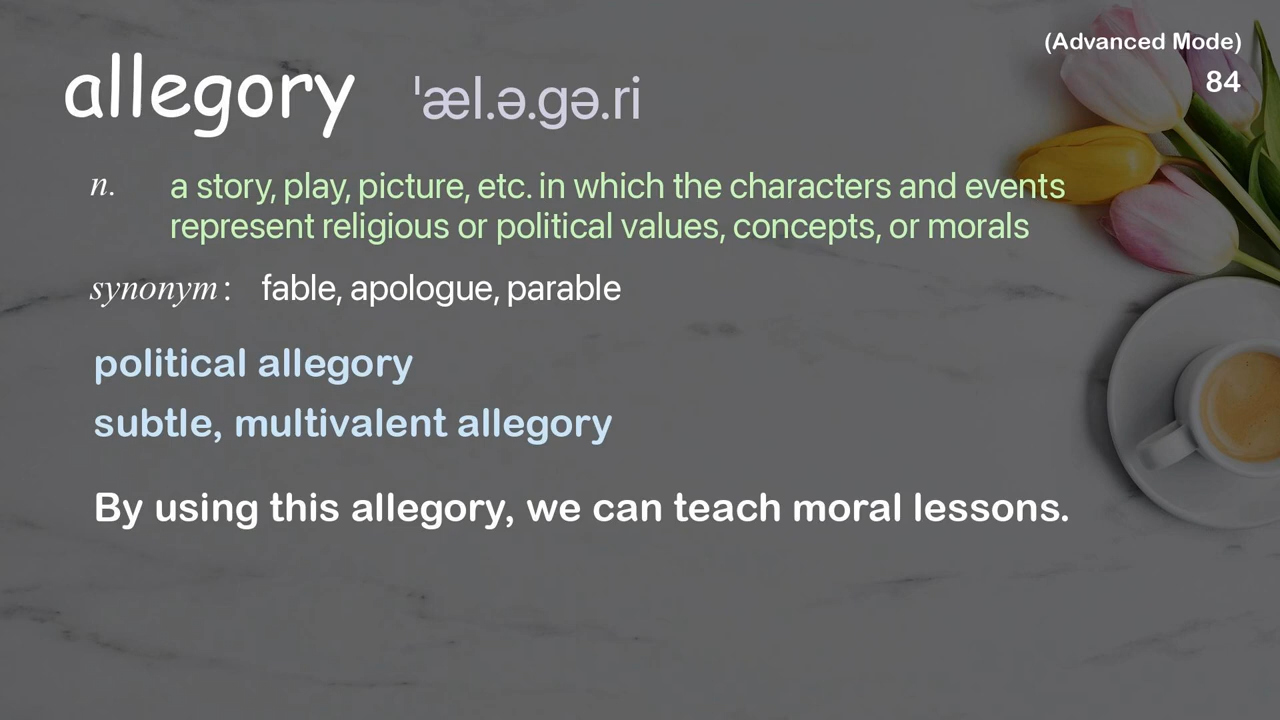 (Advanced Mode)
84
allegory ˈæl.ə.gə.ri
n. a story, play, picture, etc. in which the characters and events
represent religious or political values, concepts, or morals
synonym : fable, apologue, parable
political allegory
subtle, multivalent allegory
By using this allegory, we can teach moral lessons.